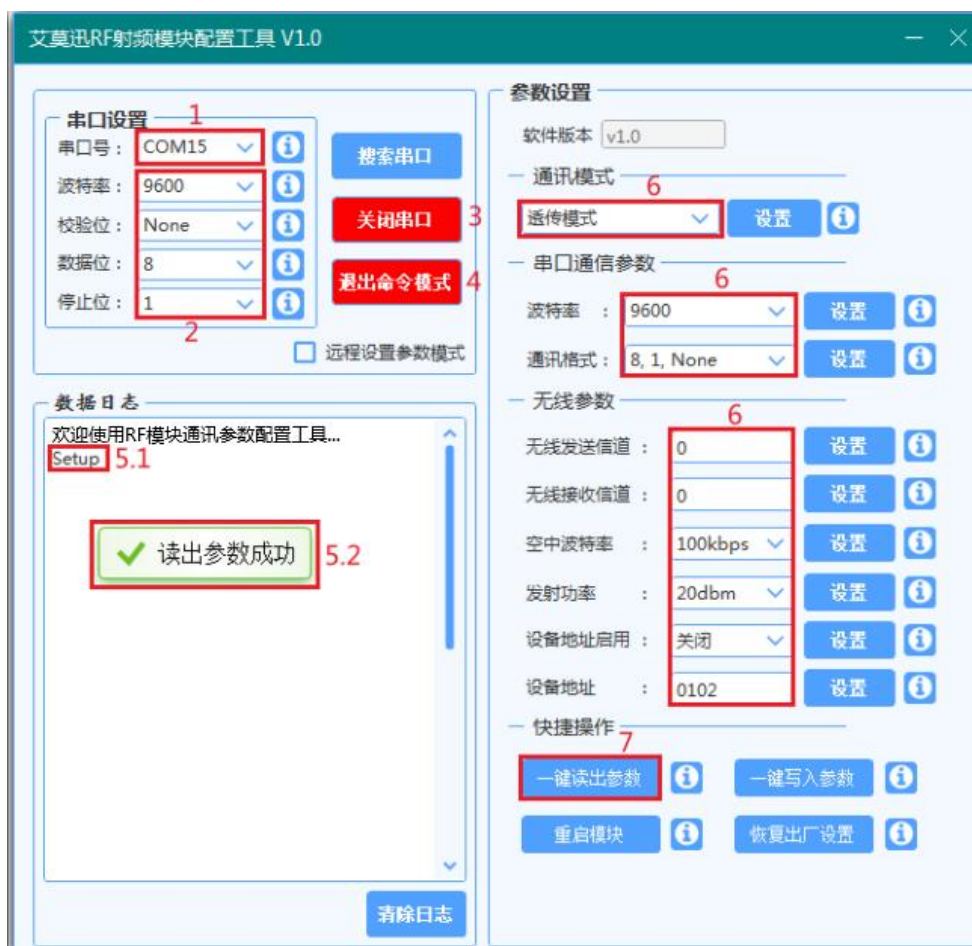 艾莫迅RF射频模块配置工具 V1.0
串口设置
1
串口号： COM15
波特率： 9600
校验位： None
数据位： 8
停止位： 1
2
搜索串口
关闭串口 3
退出命令模式 4
远程设置参数模式
数据日志
欢迎使用RF模块通讯参数配置工具...
Setup 5.1
读出参数成功 5.2
清除日志
参数设置
软件版本 v1.0
通讯模式
6
透传模式 设置
串口通信参数
6
波特率 ： 9600 设置
通讯格式： 8, 1, None 设置
无线参数
6
无线发送信道： 0 设置
无线接收信道： 0 设置
空中波特率 ： 100kbps 设置
发射功率 ： 20dbm 设置
设备地址启用： 关闭 设置
设备地址 ： 0102 设置
快捷操作
7
一键读出参数 一键写入参数
重启模块 恢复出厂设置